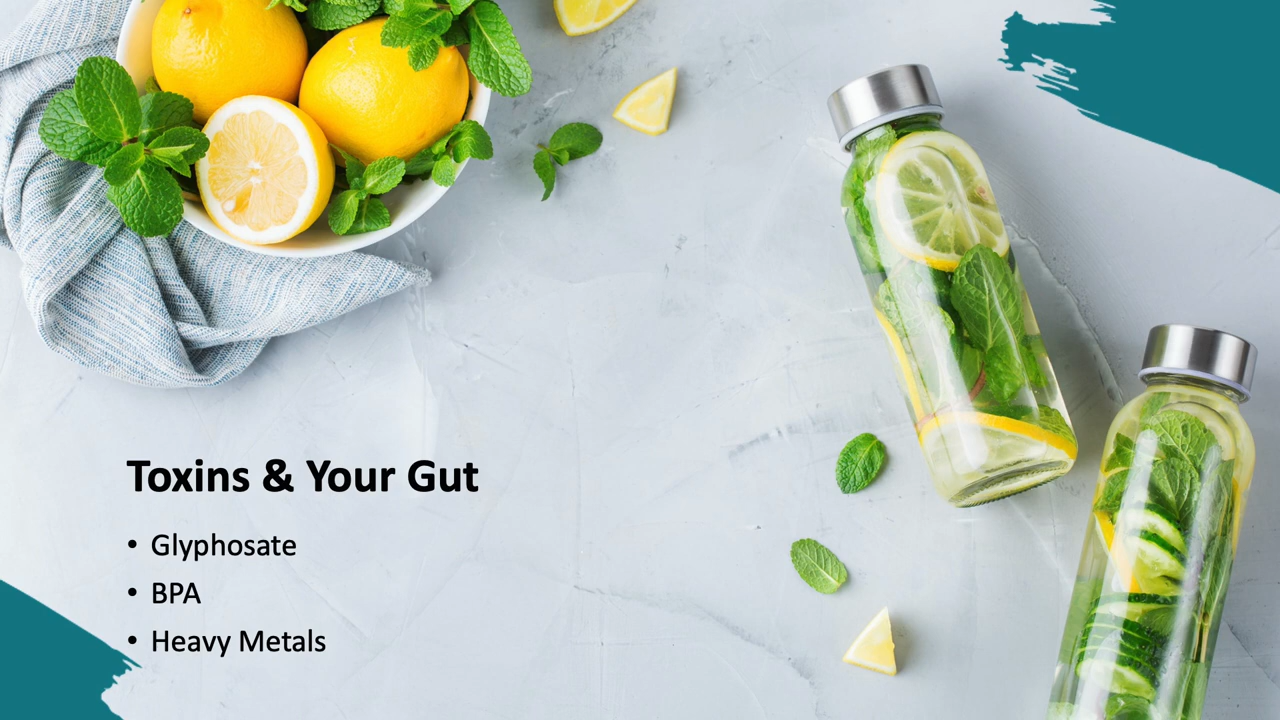 Toxins & Your Gut
• Glyphosate
• BPA
• Heavy Metals